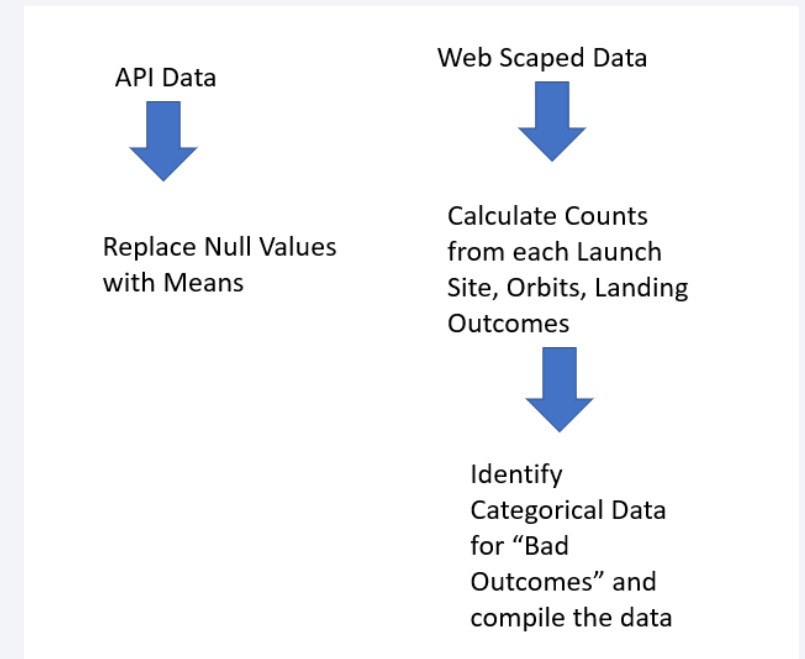 API Data
Replace Null Values
with Means
Web Scaped Data
Calculate Counts
from each Launch
Site, Orbits, Landing
Outcomes
Identify
Categorical Data
for “Bad
Outcomes” and
compile the data